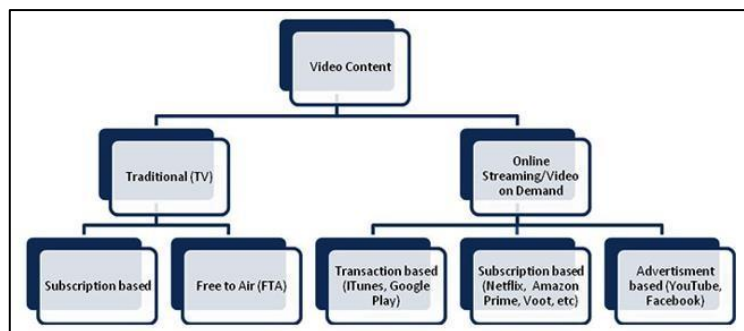 Video Content
Traditional (TV)
Online
Streaming/Video
on Demand
Subscription based
Free to Air (FTA)
Transaction based
(ITunes, Google
Play)
Subscription based
(Netflix, Amazon
Prime, Voot, etc)
Advertisment
based (YouTube,
Facebook)